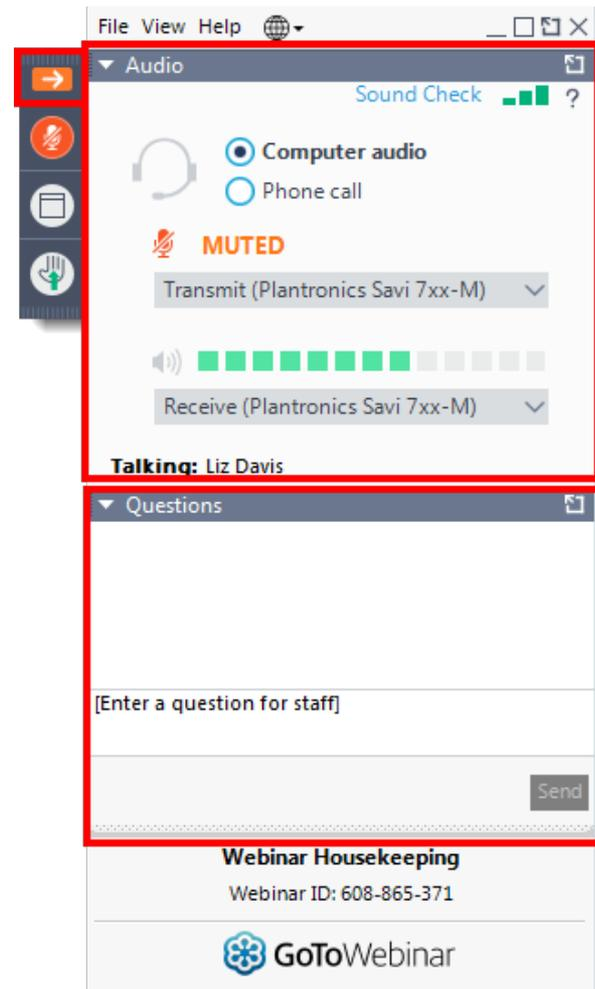 File View Help
Audio
Sound Check ?
Computer audio
Phone call
MUTED
Transmit (Plantronics Savi 7xx-M)
Receive (Plantronics Savi 7xx-M)
Talking: Liz Davis
Questions
[Enter a question for staff]
Send
Webinar Housekeeping
Webinar ID: 608-865-371
GoToWebinar